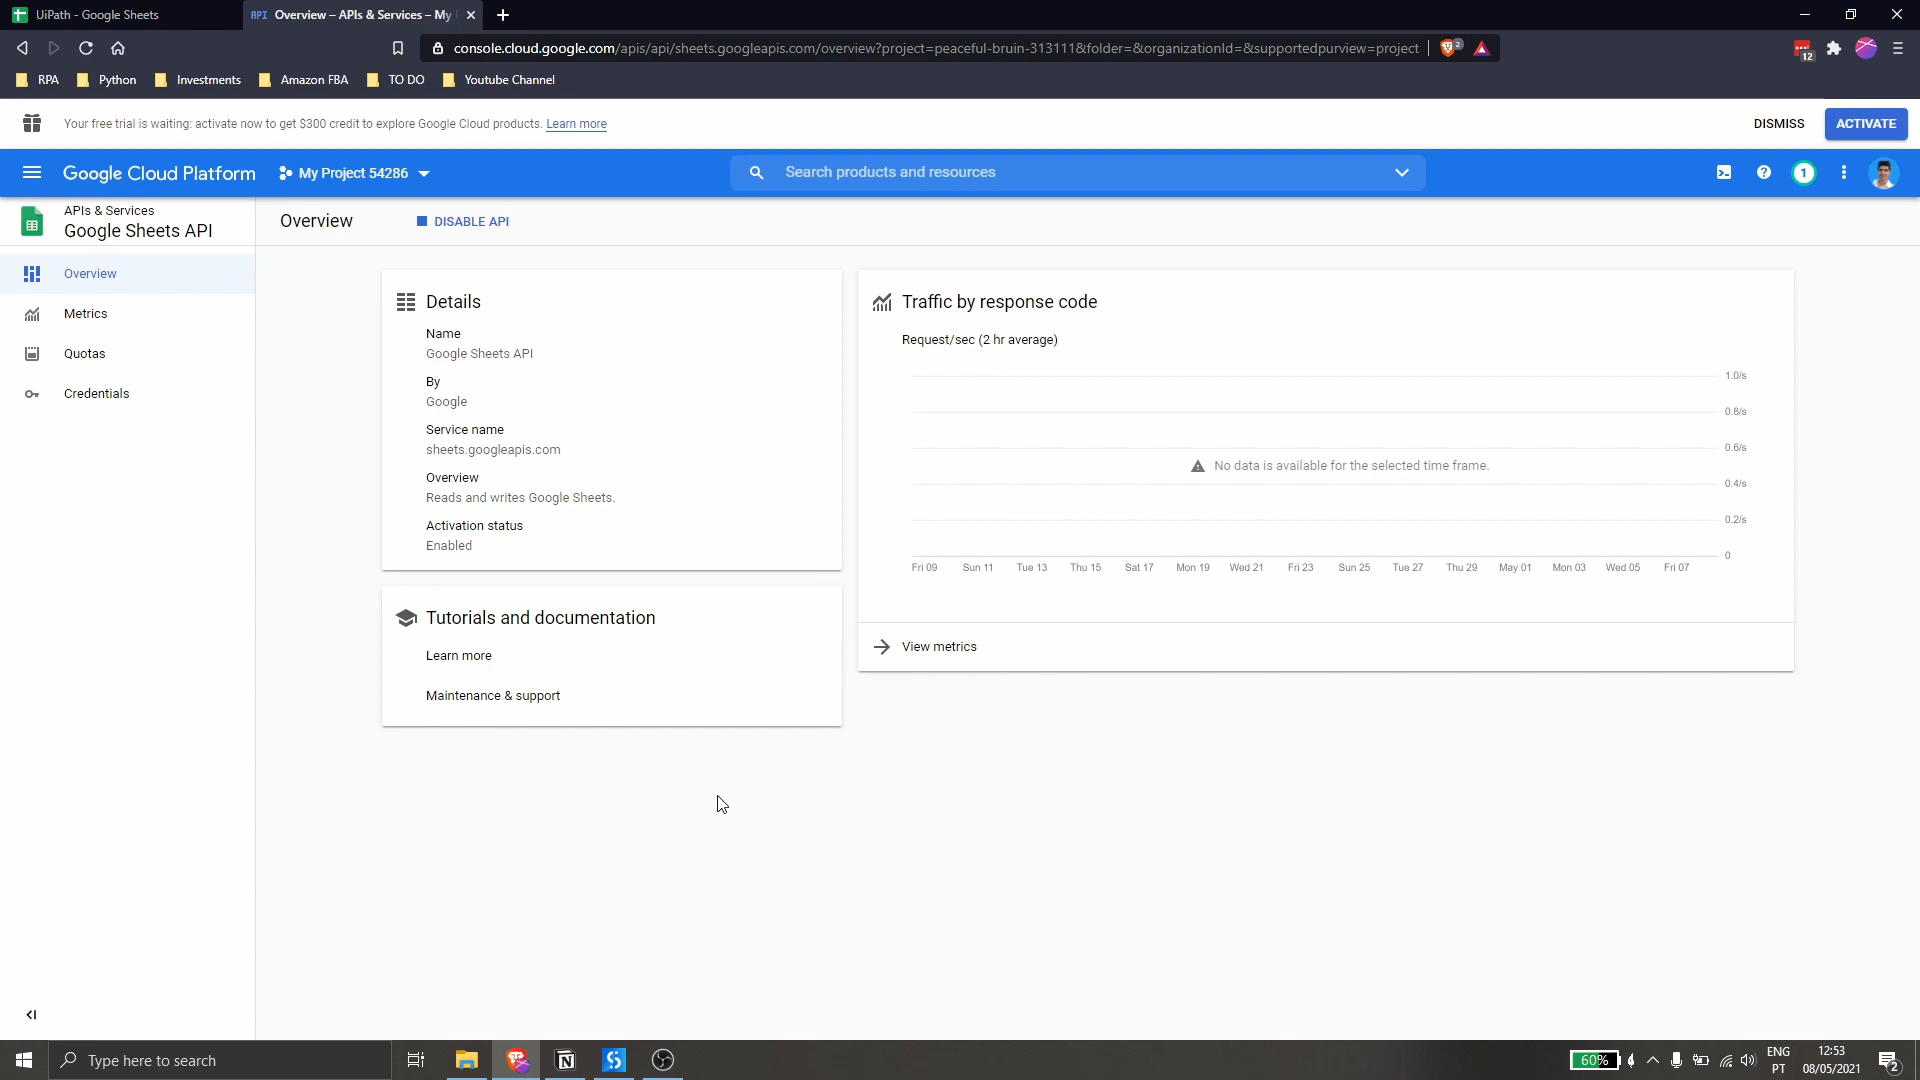 UiPath - Google Sheets
API Overview – APIs & Services – My
console.cloud.google.com/apis/api/sheets.googleapis.com/overview?project=peaceful-bruin-313111&folder=&organizationId=&supportedpurview=project
2
12
RPA
Python
Investments
Amazon FBA
TO DO
Youtube Channel
Your free trial is waiting: activate now to get $300 credit to explore Google Cloud products. Learn more
DISMISS
ACTIVATE
Google Cloud Platform
My Project 54286
Search products and resources
1
APIs & Services
Google Sheets API
Overview
DISABLE API
Overview
Metrics
Quotas
Credentials
Details
Name
Google Sheets API
By
Google
Service name
sheets.googleapis.com
Overview
Reads and writes Google Sheets.
Activation status
Enabled
Tutorials and documentation
Learn more
Maintenance & support
Traffic by response code
Request/sec (2 hr average)
1.0/s
0.8/s
0.6/s
No data is available for the selected time frame.
0.4/s
0.2/s
0
Fri 09 Sun 11 Tue 13 Thu 15 Sat 17 Mon 19 Wed 21 Fri 23 Sun 25 Tue 27 Thu 29 May 01 Mon 03 Wed 05 Fri 07
View metrics
Type here to search
60%
ENG
PT
12:53
08/05/2021
2